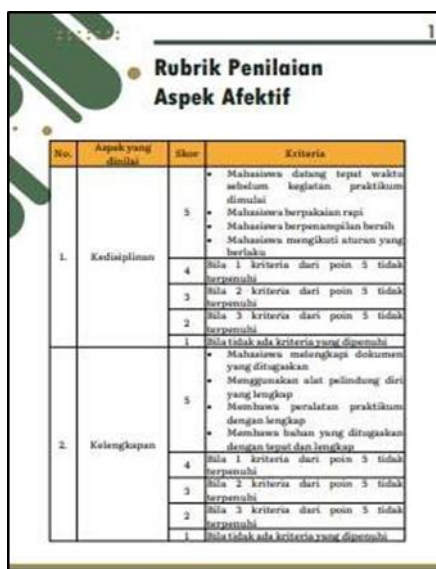 1
Rubrik Penilaian
Aspek Afektif
No.
Aspek yang
dinilai
Skor
Kriteria
1.
Kedisiplinan
5
• Mahasiswa datang tepat waktu
sebelum kegiatan praktikum
dimulai
• Mahasiswa berpakaian rapi
• Mahasiswa berpenampilan bersih
• Mahasiswa mengikuti aturan yang
berlaku
4
Bila 1 kriteria dari poin 5 tidak
terpenuhi
3
Bila 2 kriteria dari poin 5 tidak
terpenuhi
2
Bila 3 kriteria dari poin 5 tidak
terpenuhi
1
Bila tidak ada kriteria yang dipenuhi
2.
Kelengkapan
5
• Mahasiswa melengkapi dokumen
yang ditugaskan
• Menggunakan alat pelindung diri
yang lengkap
• Membawa peralatan praktikum
dengan lengkap
• Membawa bahan yang ditugaskan
dengan tepat dan lengkap
4
Bila 1 kriteria dari poin 5 tidak
terpenuhi
3
Bila 2 kriteria dari poin 5 tidak
terpenuhi
2
Bila 3 kriteria dari poin 5 tidak
terpenuhi
1
Bila tidak ada kriteria yang dipenuhi